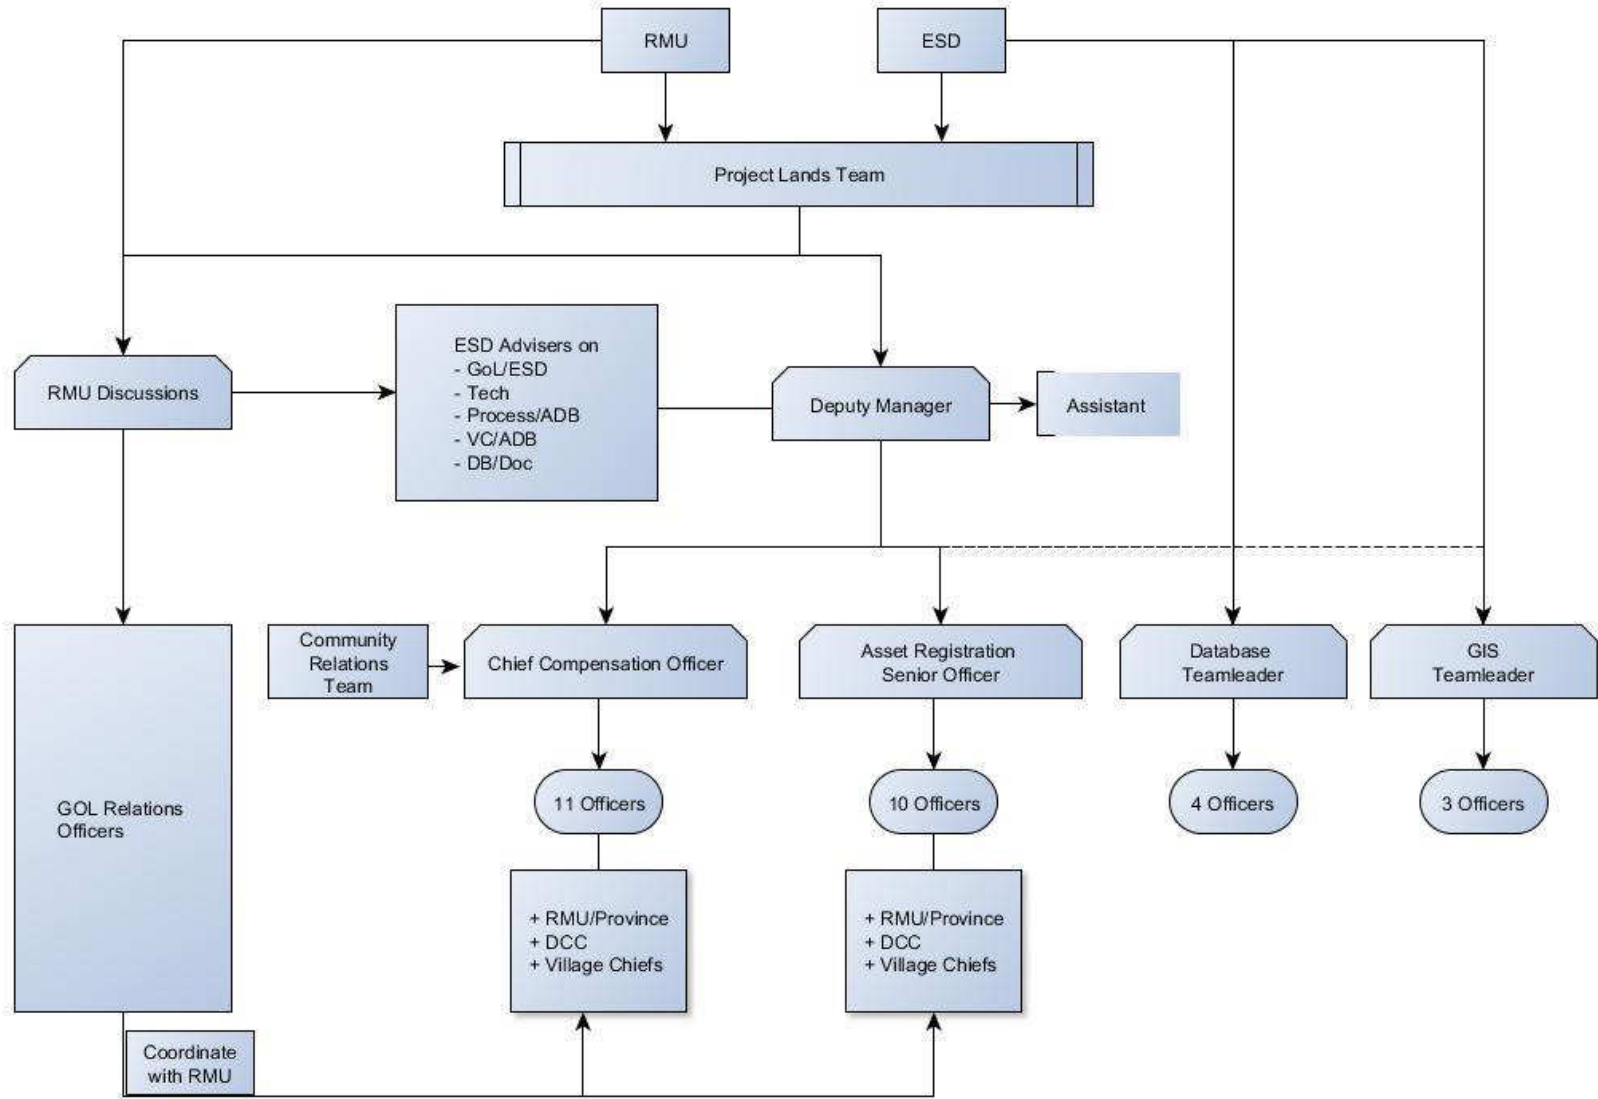 RMU
ESD
Project Lands Team
RMU Discussions
ESD Advisers on
- GoL/ESD
- Tech
- Process/ADB
- VC/ADB
- DB/Doc
Deputy Manager
Assistant
Community
Relations
Team
Chief Compensation Officer
Asset Registration
Senior Officer
Database
Teamleader
GIS
Teamleader
GOL Relations
Officers
11 Officers
10 Officers
4 Officers
3 Officers
+ RMU/Province
+ DCC
+ Village Chiefs
+ RMU/Province
+ DCC
+ Village Chiefs
Coordinate
with RMU